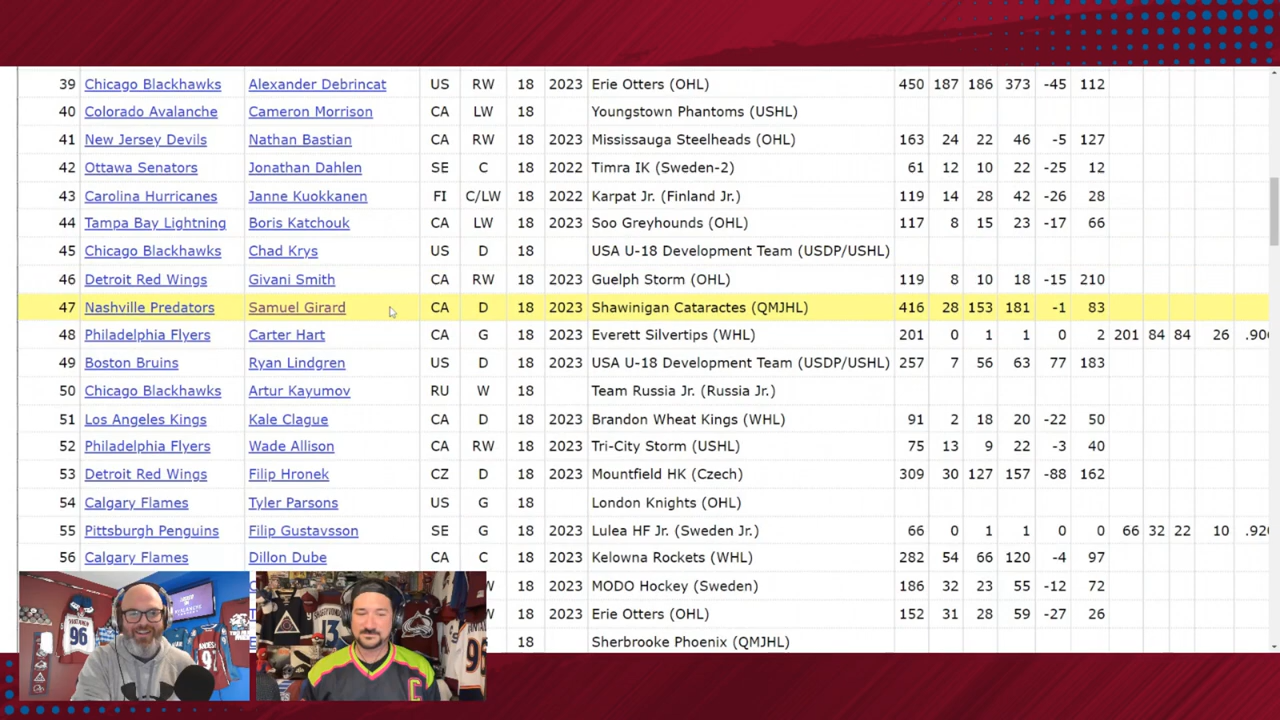 39 Chicago Blackhawks Alexander Debrincat US RW 18 2023 Erie Otters (OHL) 450 187 186 373 -45 112
40 Colorado Avalanche Cameron Morrison CA LW 18 Youngstown Phantoms (USHL)
41 New Jersey Devils Nathan Bastian CA RW 18 2023 Mississauga Steelheads (OHL) 163 24 22 46 -5 127
42 Ottawa Senators Jonathan Dahlen SE C 18 2022 Timra IK (Sweden-2) 61 12 10 22 -25 12
43 Carolina Hurricanes Janne Kuokkanen FI C/LW 18 2022 Karpat Jr. (Finland Jr.) 119 14 28 42 -26 28
44 Tampa Bay Lightning Boris Katchouk CA LW 18 2023 Soo Greyhounds (OHL) 117 8 15 23 -17 66
45 Chicago Blackhawks Chad Krys US D 18 USA U-18 Development Team (USDP/USHL)
46 Detroit Red Wings Givani Smith CA RW 18 2023 Guelph Storm (OHL) 119 8 10 18 -15 210
47 Nashville Predators Samuel Girard CA D 18 2023 Shawinigan Cataractes (QMJHL) 416 28 153 181 -1 83
48 Philadelphia Flyers Carter Hart CA G 18 2023 Everett Silvertips (WHL) 201 0 1 1 0 2 201 84 84 26
49 Boston Bruins Ryan Lindgren US D 18 2023 USA U-18 Development Team (USDP/USHL) 257 7 56 63 77 183
50 Chicago Blackhawks Artur Kayumov RU W 18 Team Russia Jr. (Russia Jr.)
51 Los Angeles Kings Kale Clague CA D 18 2023 Brandon Wheat Kings (WHL) 91 2 18 20 -22 50
52 Philadelphia Flyers Wade Allison CA RW 18 2023 Tri-City Storm (USHL) 75 13 9 22 -3 40
53 Detroit Red Wings Filip Hronek CZ D 18 2023 Mountfield HK (Czech) 309 30 127 157 -88 162
54 Calgary Flames Tyler Parsons US G 18 London Knights (OHL)
55 Pittsburgh Penguins Filip Gustavsson SE G 18 2023 Lulea HF Jr. (Sweden Jr.) 66 0 1 1 0 0 66 32 22 10
56 Calgary Flames Dillon Dube CA C 18 2023 Kelowna Rockets (WHL) 282 54 66 120 -4 97
18 2023 MODO Hockey (Sweden) 186 32 23 55 -12 72
18 2023 Erie Otters (OHL) 152 31 28 59 -27 26
18 Sherbrooke Phoenix (QMJHL)
96
13
C